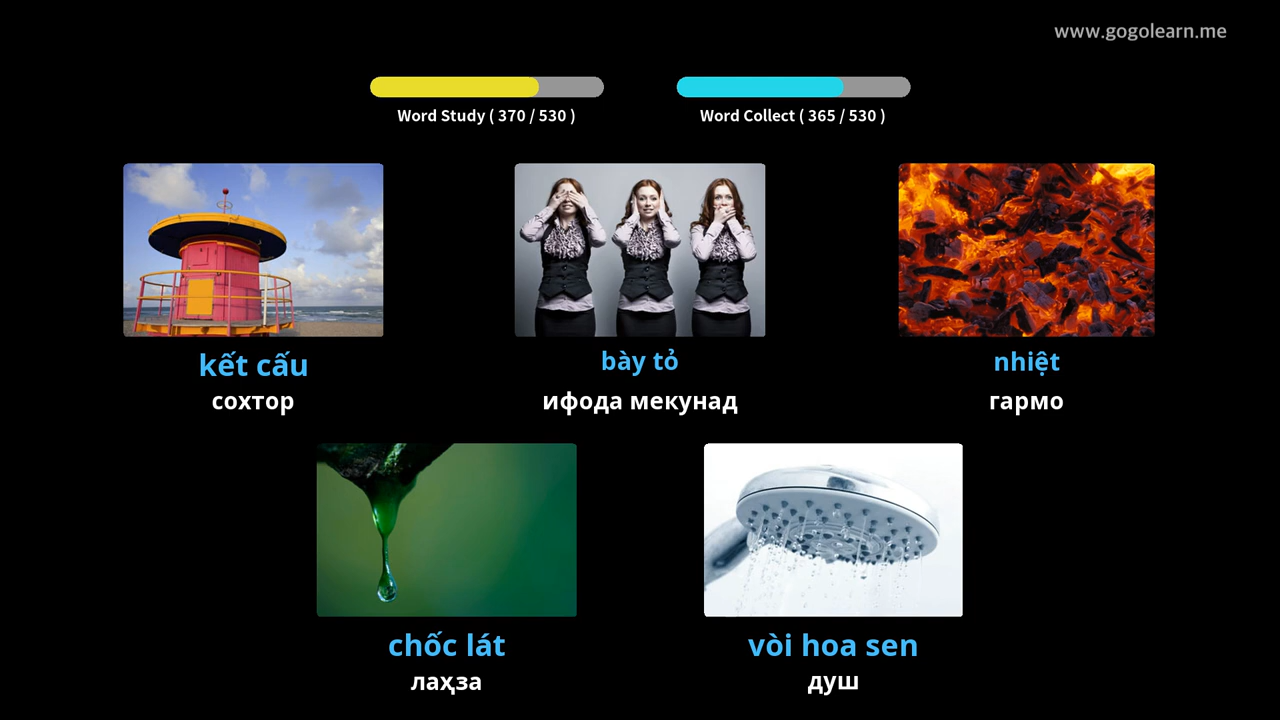 www.gogolearn.me
Word Study ( 370 / 530 )
Word Collect ( 365 / 530 )
kết cấu
сохтор
bày tỏ
ифода мекунад
nhiệt
гармо
chốc lát
лаҳза
vòi hoa sen
душ